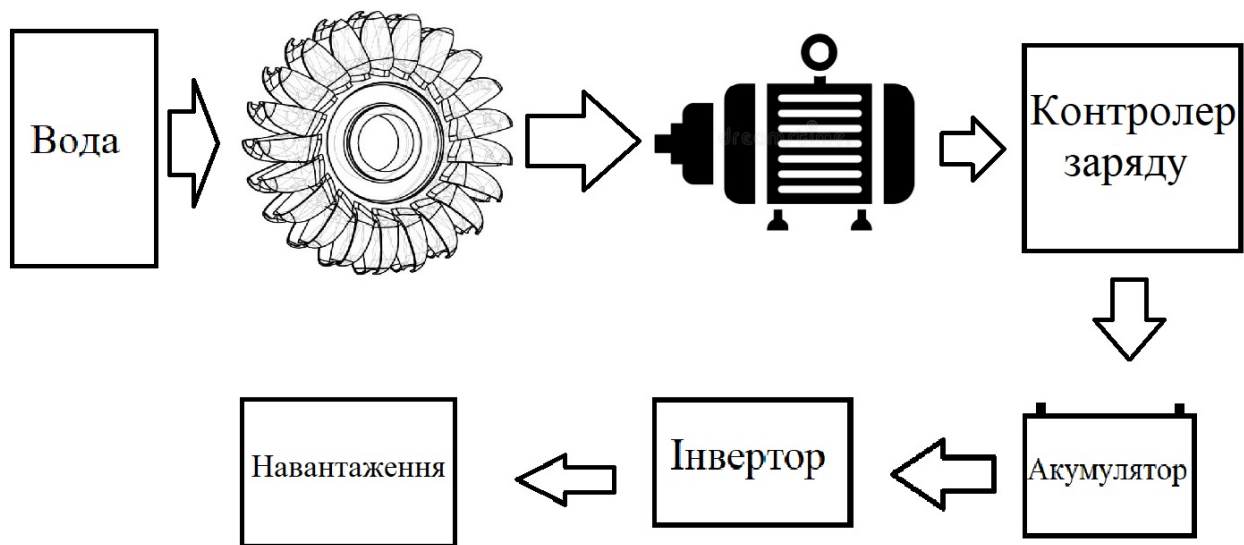 Вода
Контролер
заряду
Акумулятор
Інвертор
Навантаження